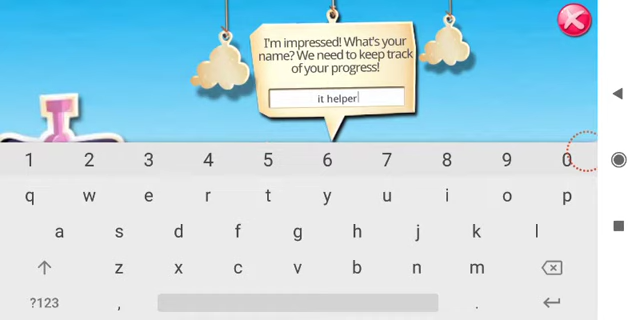 I'm impressed! What's your
name? We need to keep track
of your progress!
it helper
1 2 3 4 5 6 7 8 9 0
q w e r t y u i o p
a s d f g h j k l
z x c v b n m
?123 , .